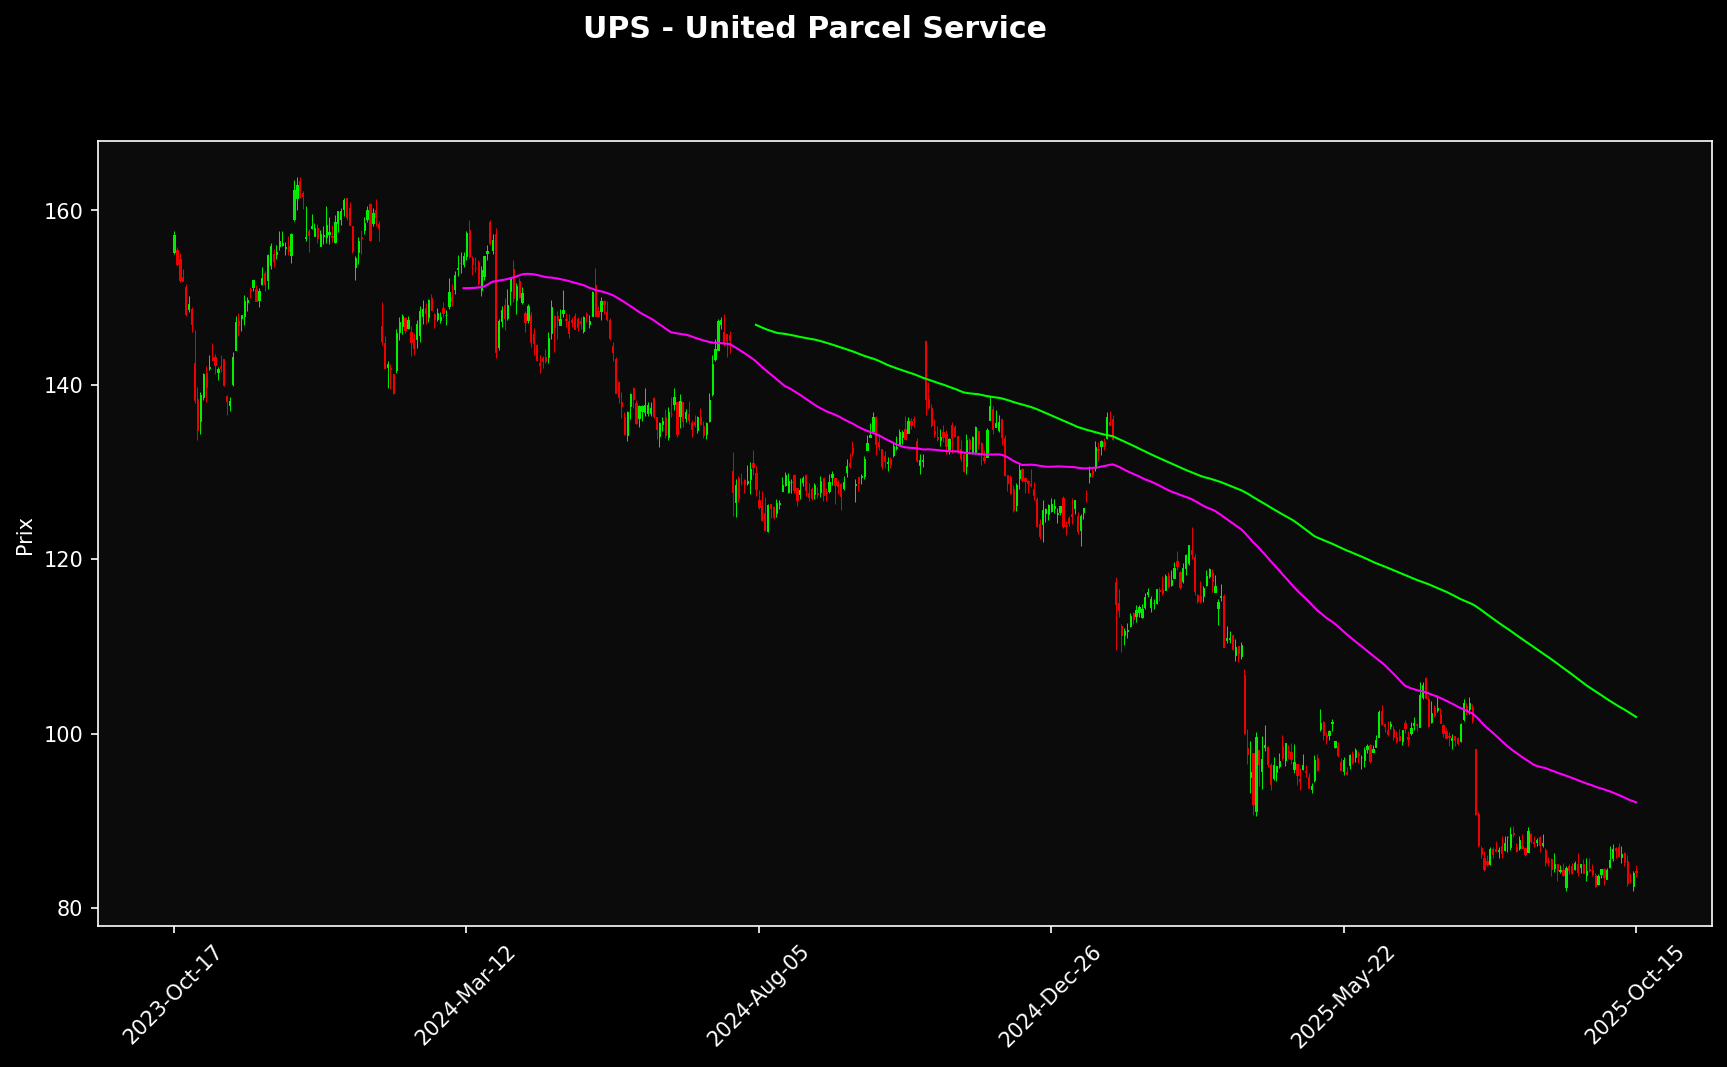 UPS - United Parcel Service
Prix
160
140
120
100
80
2023-Oct-17
2024-Mar-12
2024-Aug-05
2024-Dec-26
2025-May-22
2025-Oct-15